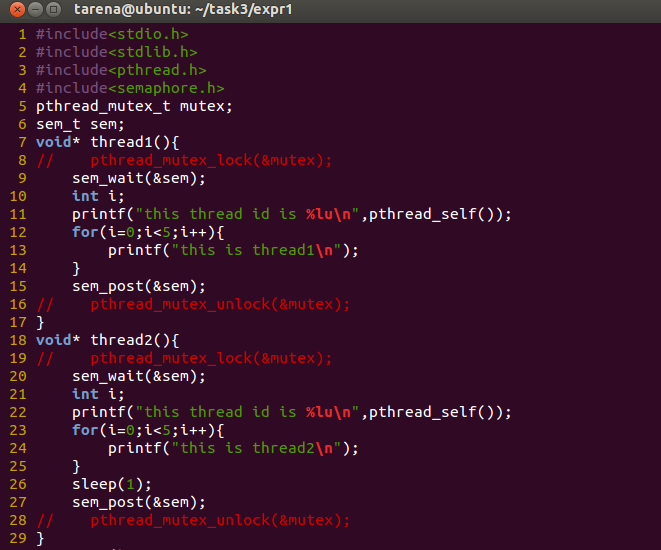 tarena@ubuntu: ~/task3/expr1
1 #include<stdio.h>
2 #include<stdlib.h>
3 #include<pthread.h>
4 #include<semaphore.h>
5 pthread_mutex_t mutex;
6 sem_t sem;
7 void* thread1(){
8 //    pthread_mutex_lock(&mutex);
9     sem_wait(&sem);
10     int i;
11     printf("this thread id is %lu\n",pthread_self());
12     for(i=0;i<5;i++){
13         printf("this is thread1\n");
14     }
15     sem_post(&sem);
16 //    pthread_mutex_unlock(&mutex);
17 }
18 void* thread2(){
19 //    pthread_mutex_lock(&mutex);
20     sem_wait(&sem);
21     int i;
22     printf("this thread id is %lu\n",pthread_self());
23     for(i=0;i<5;i++){
24         printf("this is thread2\n");
25     }
26     sleep(1);
27     sem_post(&sem);
28 //    pthread_mutex_unlock(&mutex);
29 }